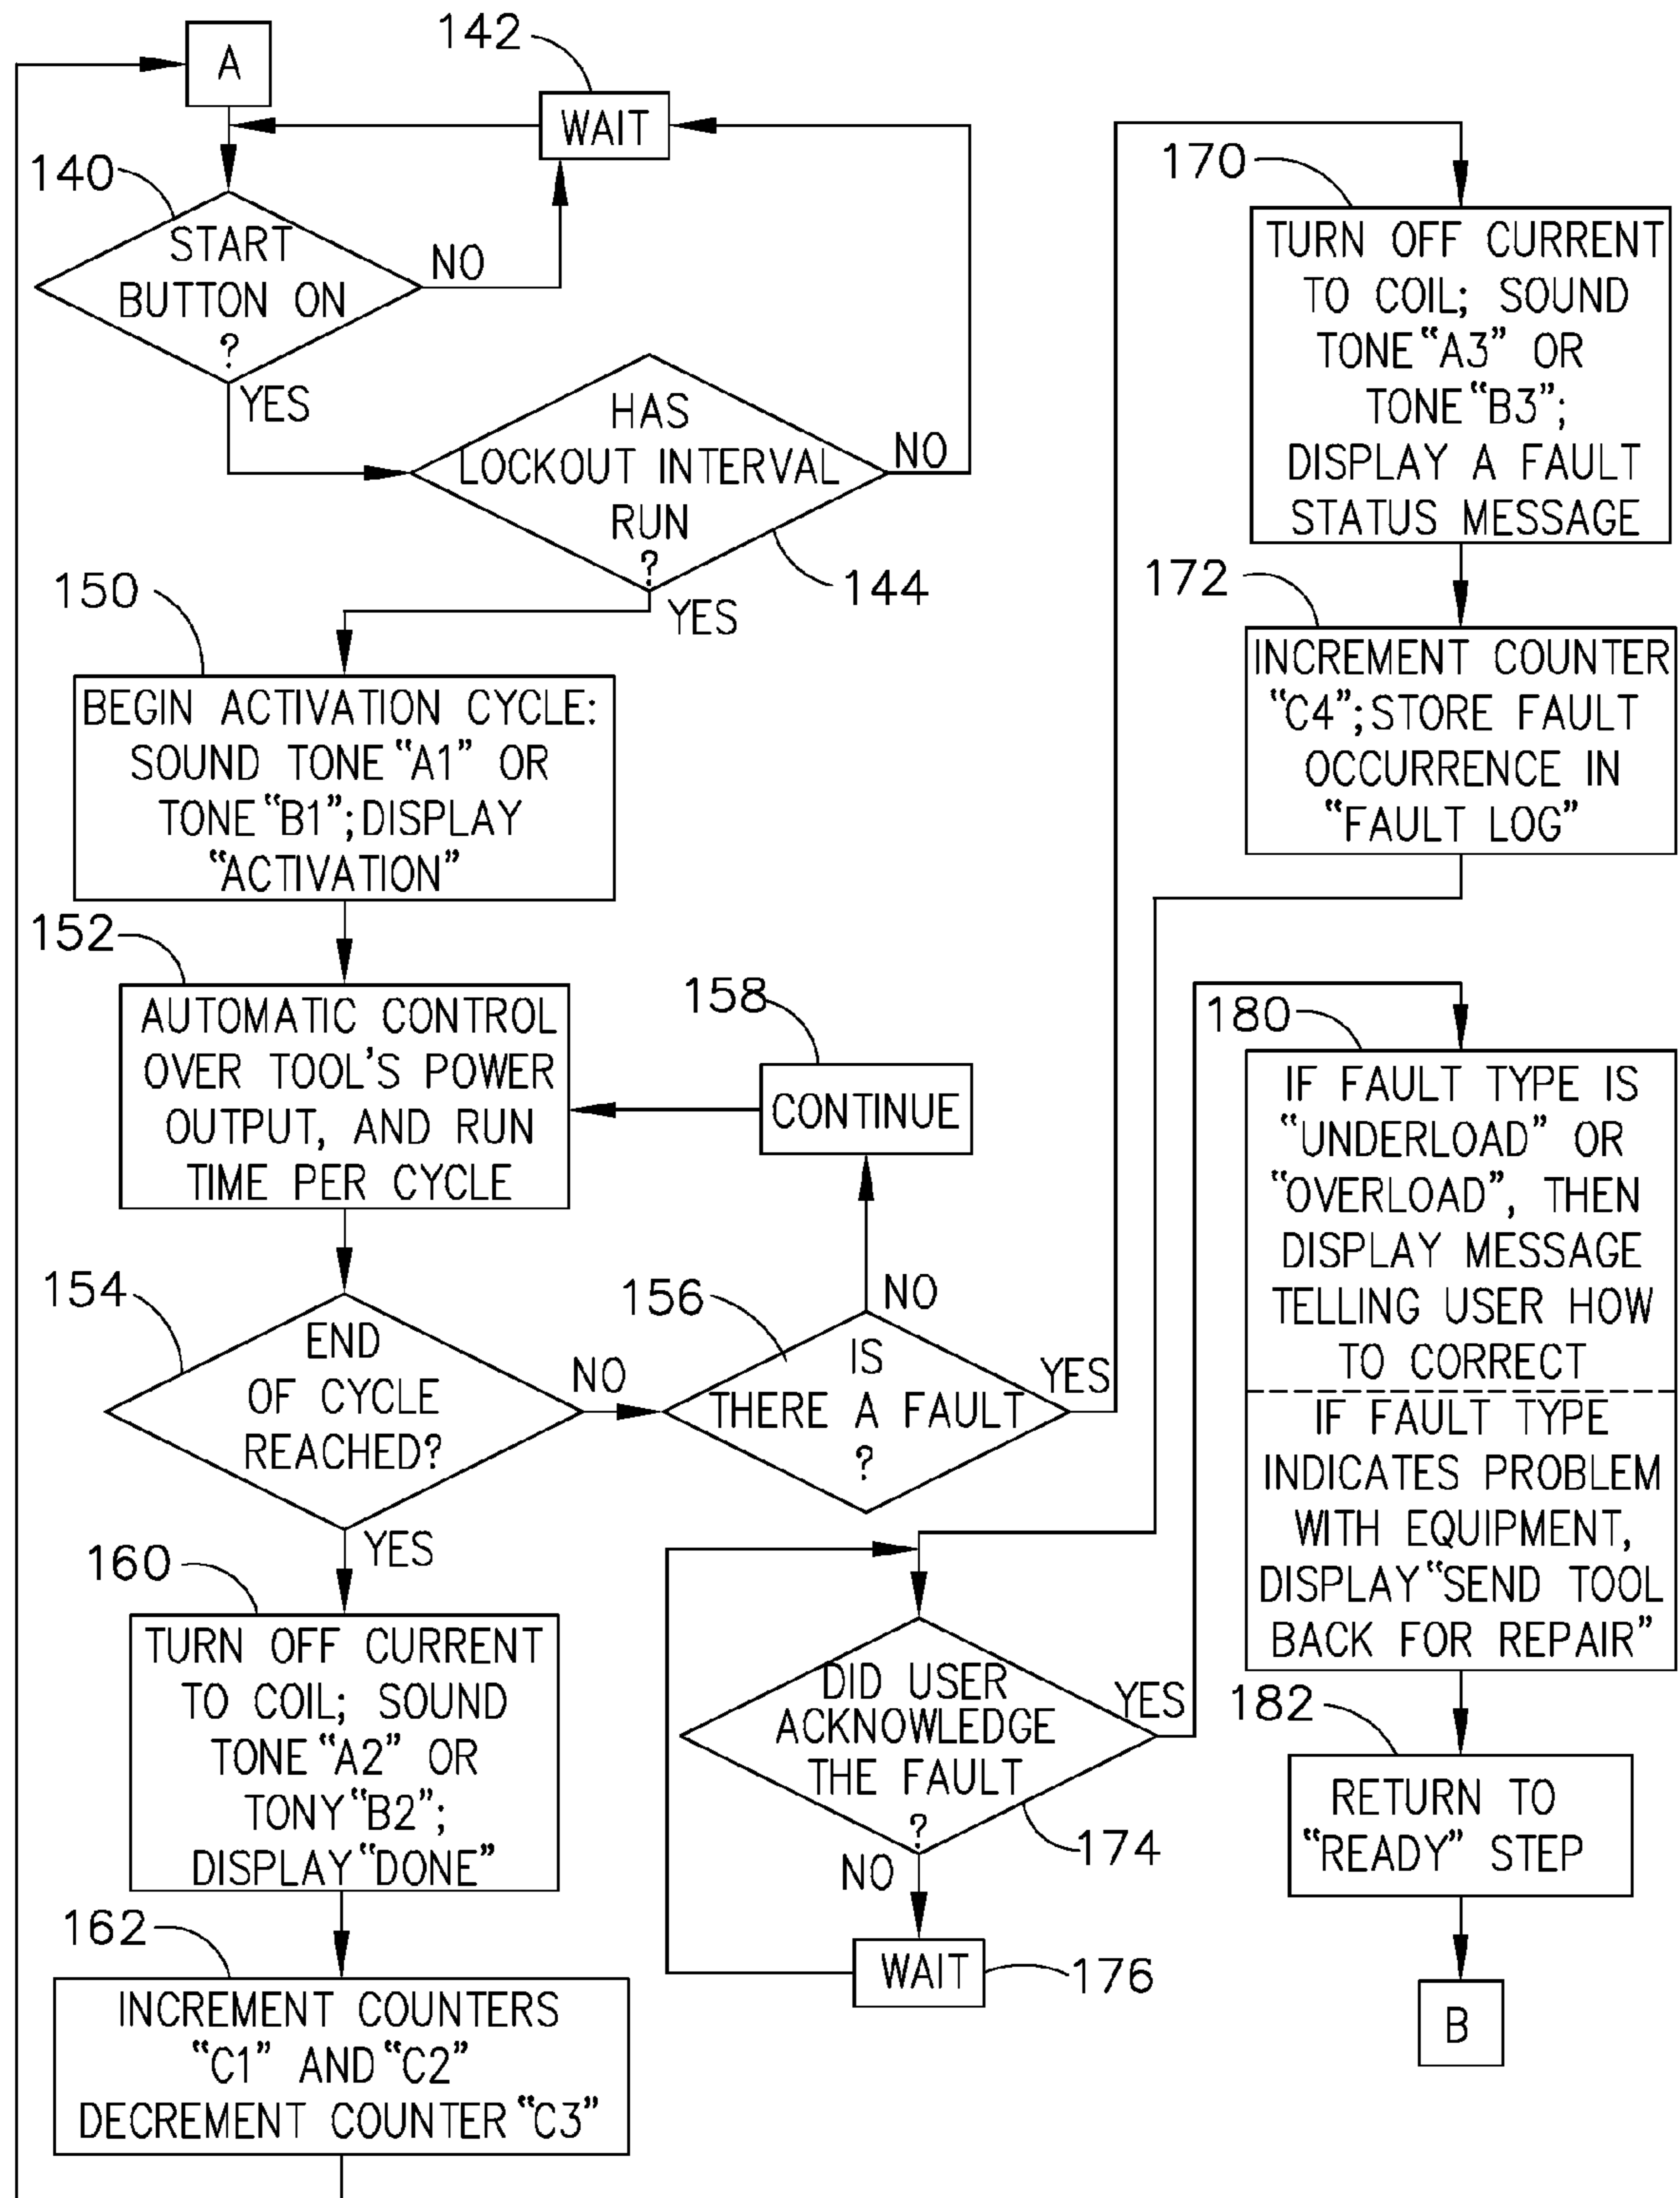 A
142
WAIT
140
START
BUTTON ON
?
NO
YES
HAS
LOCKOUT INTERVAL
RUN
?
NO
144
YES
150
BEGIN ACTIVATION CYCLE:
SOUND TONE "A1" OR
TONE "B1"; DISPLAY
"ACTIVATION"
152
AUTOMATIC CONTROL
OVER TOOL'S POWER
OUTPUT, AND RUN
TIME PER CYCLE
158
CONTINUE
154
END
OF CYCLE
REACHED?
NO
156
IS
THERE A FAULT
?
NO
YES
YES
160
TURN OFF CURRENT
TO COIL; SOUND
TONE "A2" OR
TONY "B2";
DISPLAY "DONE"
162
INCREMENT COUNTERS
"C1" AND "C2"
DECREMENT COUNTER "C3"
170
TURN OFF CURRENT
TO COIL; SOUND
TONE "A3" OR
TONE "B3";
DISPLAY A FAULT
STATUS MESSAGE
172
INCREMENT COUNTER
"C4"; STORE FAULT
OCCURRENCE IN
"FAULT LOG"
DID USER
ACKNOWLEDGE
THE FAULT
?
YES
174
NO
WAIT
176
180
IF FAULT TYPE IS
"UNDERLOAD" OR
"OVERLOAD", THEN
DISPLAY MESSAGE
TELLING USER HOW
TO CORRECT
IF FAULT TYPE
INDICATES PROBLEM
WITH EQUIPMENT,
DISPLAY "SEND TOOL
BACK FOR REPAIR"
182
RETURN TO
"READY" STEP
B